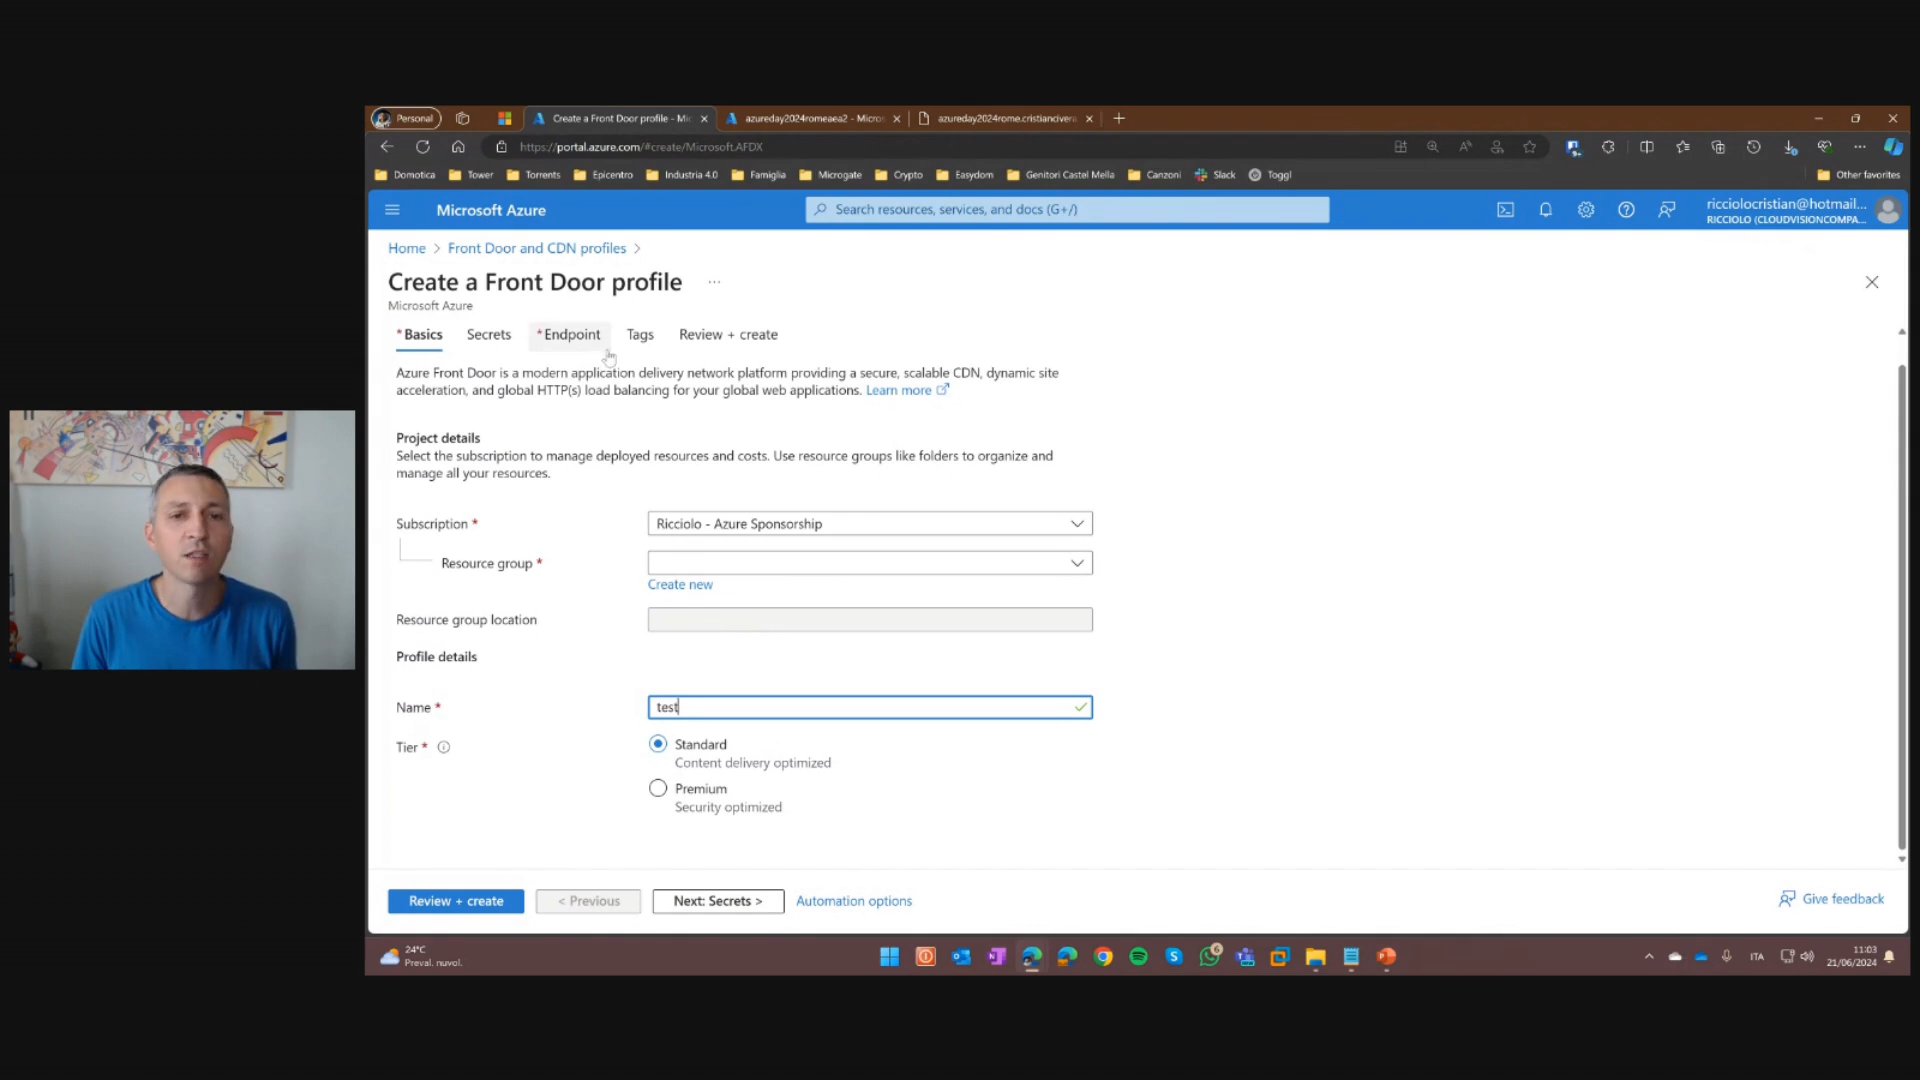 Personal
Create a Front Door profile - Mic
azureday2024romeaea2 - Micros
azureday2024rome.cristiancivera
https://portal.azure.com/#create/Microsoft.AFDX
Domotica
Tower
Torrents
Epicentro
Industria 4.0
Famiglia
Microgate
Crypto
Easydom
Genitori Castel Mella
Canzoni
Slack
Toggl
Other favorites
Microsoft Azure
Search resources, services, and docs (G+/)
ricciolocristian@hotmail...
RICCIOLO (CLOUDVISIONCOMPA...
Home > Front Door and CDN profiles >
Create a Front Door profile ...
Microsoft Azure
* Basics
Secrets
* Endpoint
Tags
Review + create
Azure Front Door is a modern application delivery network platform providing a secure, scalable CDN, dynamic site
acceleration, and global HTTP(s) load balancing for your global web applications. Learn more
Project details
Select the subscription to manage deployed resources and costs. Use resource groups like folders to organize and
manage all your resources.
Subscription *
Ricciolo - Azure Sponsorship
Resource group *
Create new
Resource group location
Profile details
Name *
test
Tier *
Standard
Content delivery optimized
Premium
Security optimized
Review + create
< Previous
Next: Secrets >
Automation options
Give feedback
24°C
Preval. nuvol.
6
ITA
11:03
21/06/2024